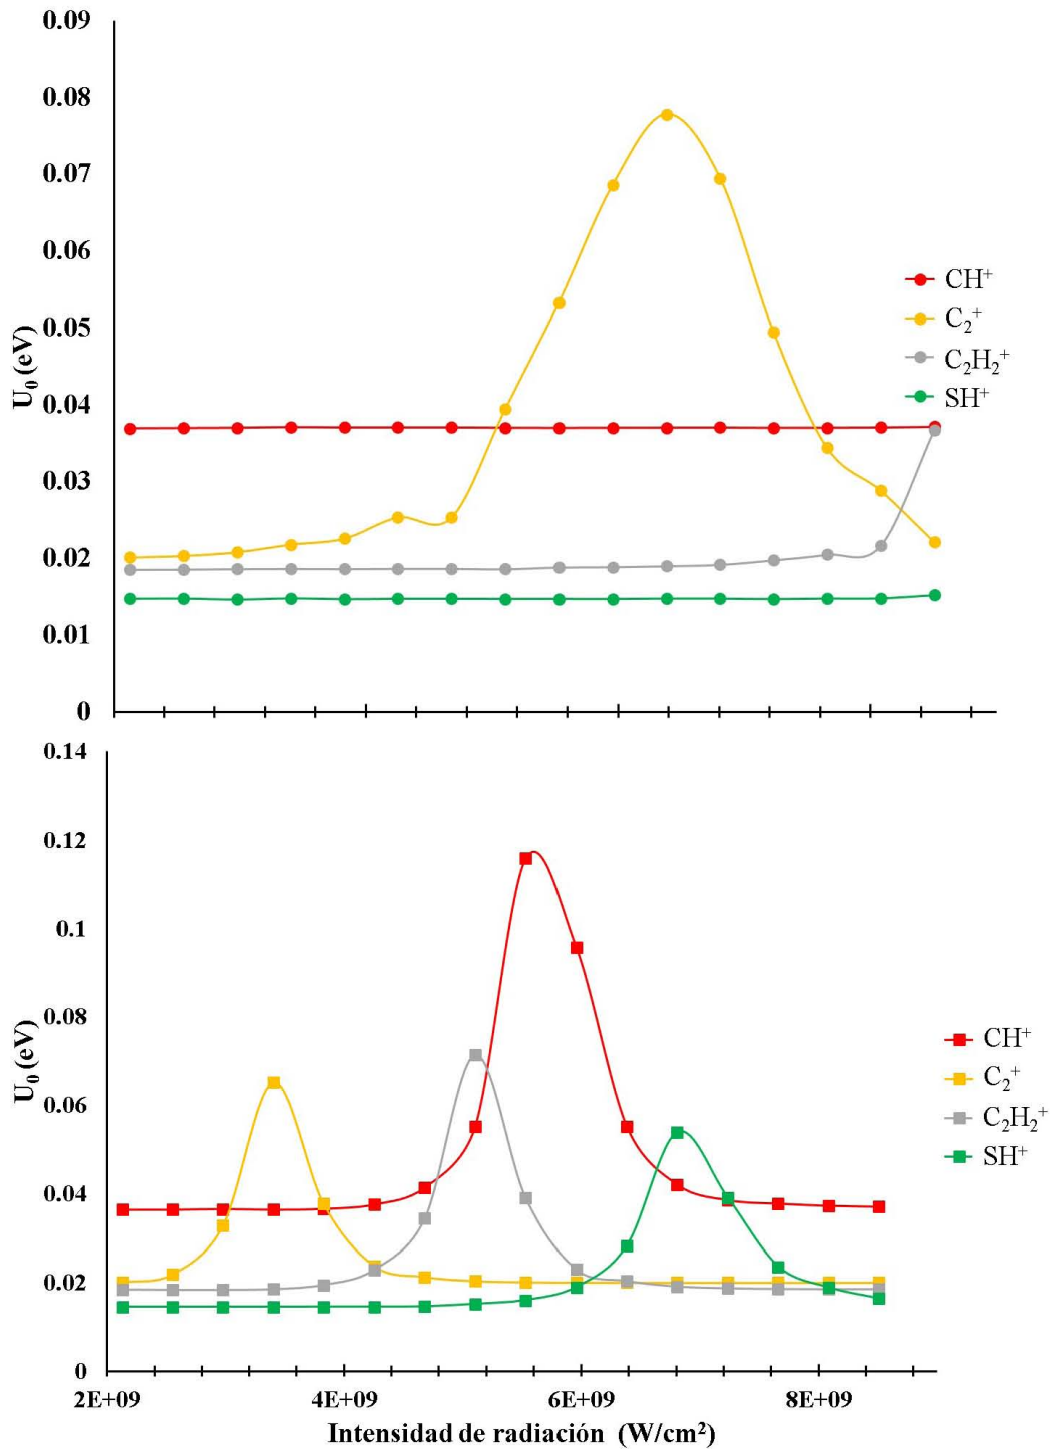 0.09
0.08
0.07
0.06
0.05
0.04
0.03
0.02
0.01
0
U₀ (eV)
CH⁺
C₂⁺
C₂H₂⁺
SH⁺
0.14
0.12
0.1
0.08
0.06
0.04
0.02
0
U₀ (eV)
CH⁺
C₂⁺
C₂H₂⁺
SH⁺
2E+09 4E+09 6E+09 8E+09
Intensidad de radiación (W/cm²)